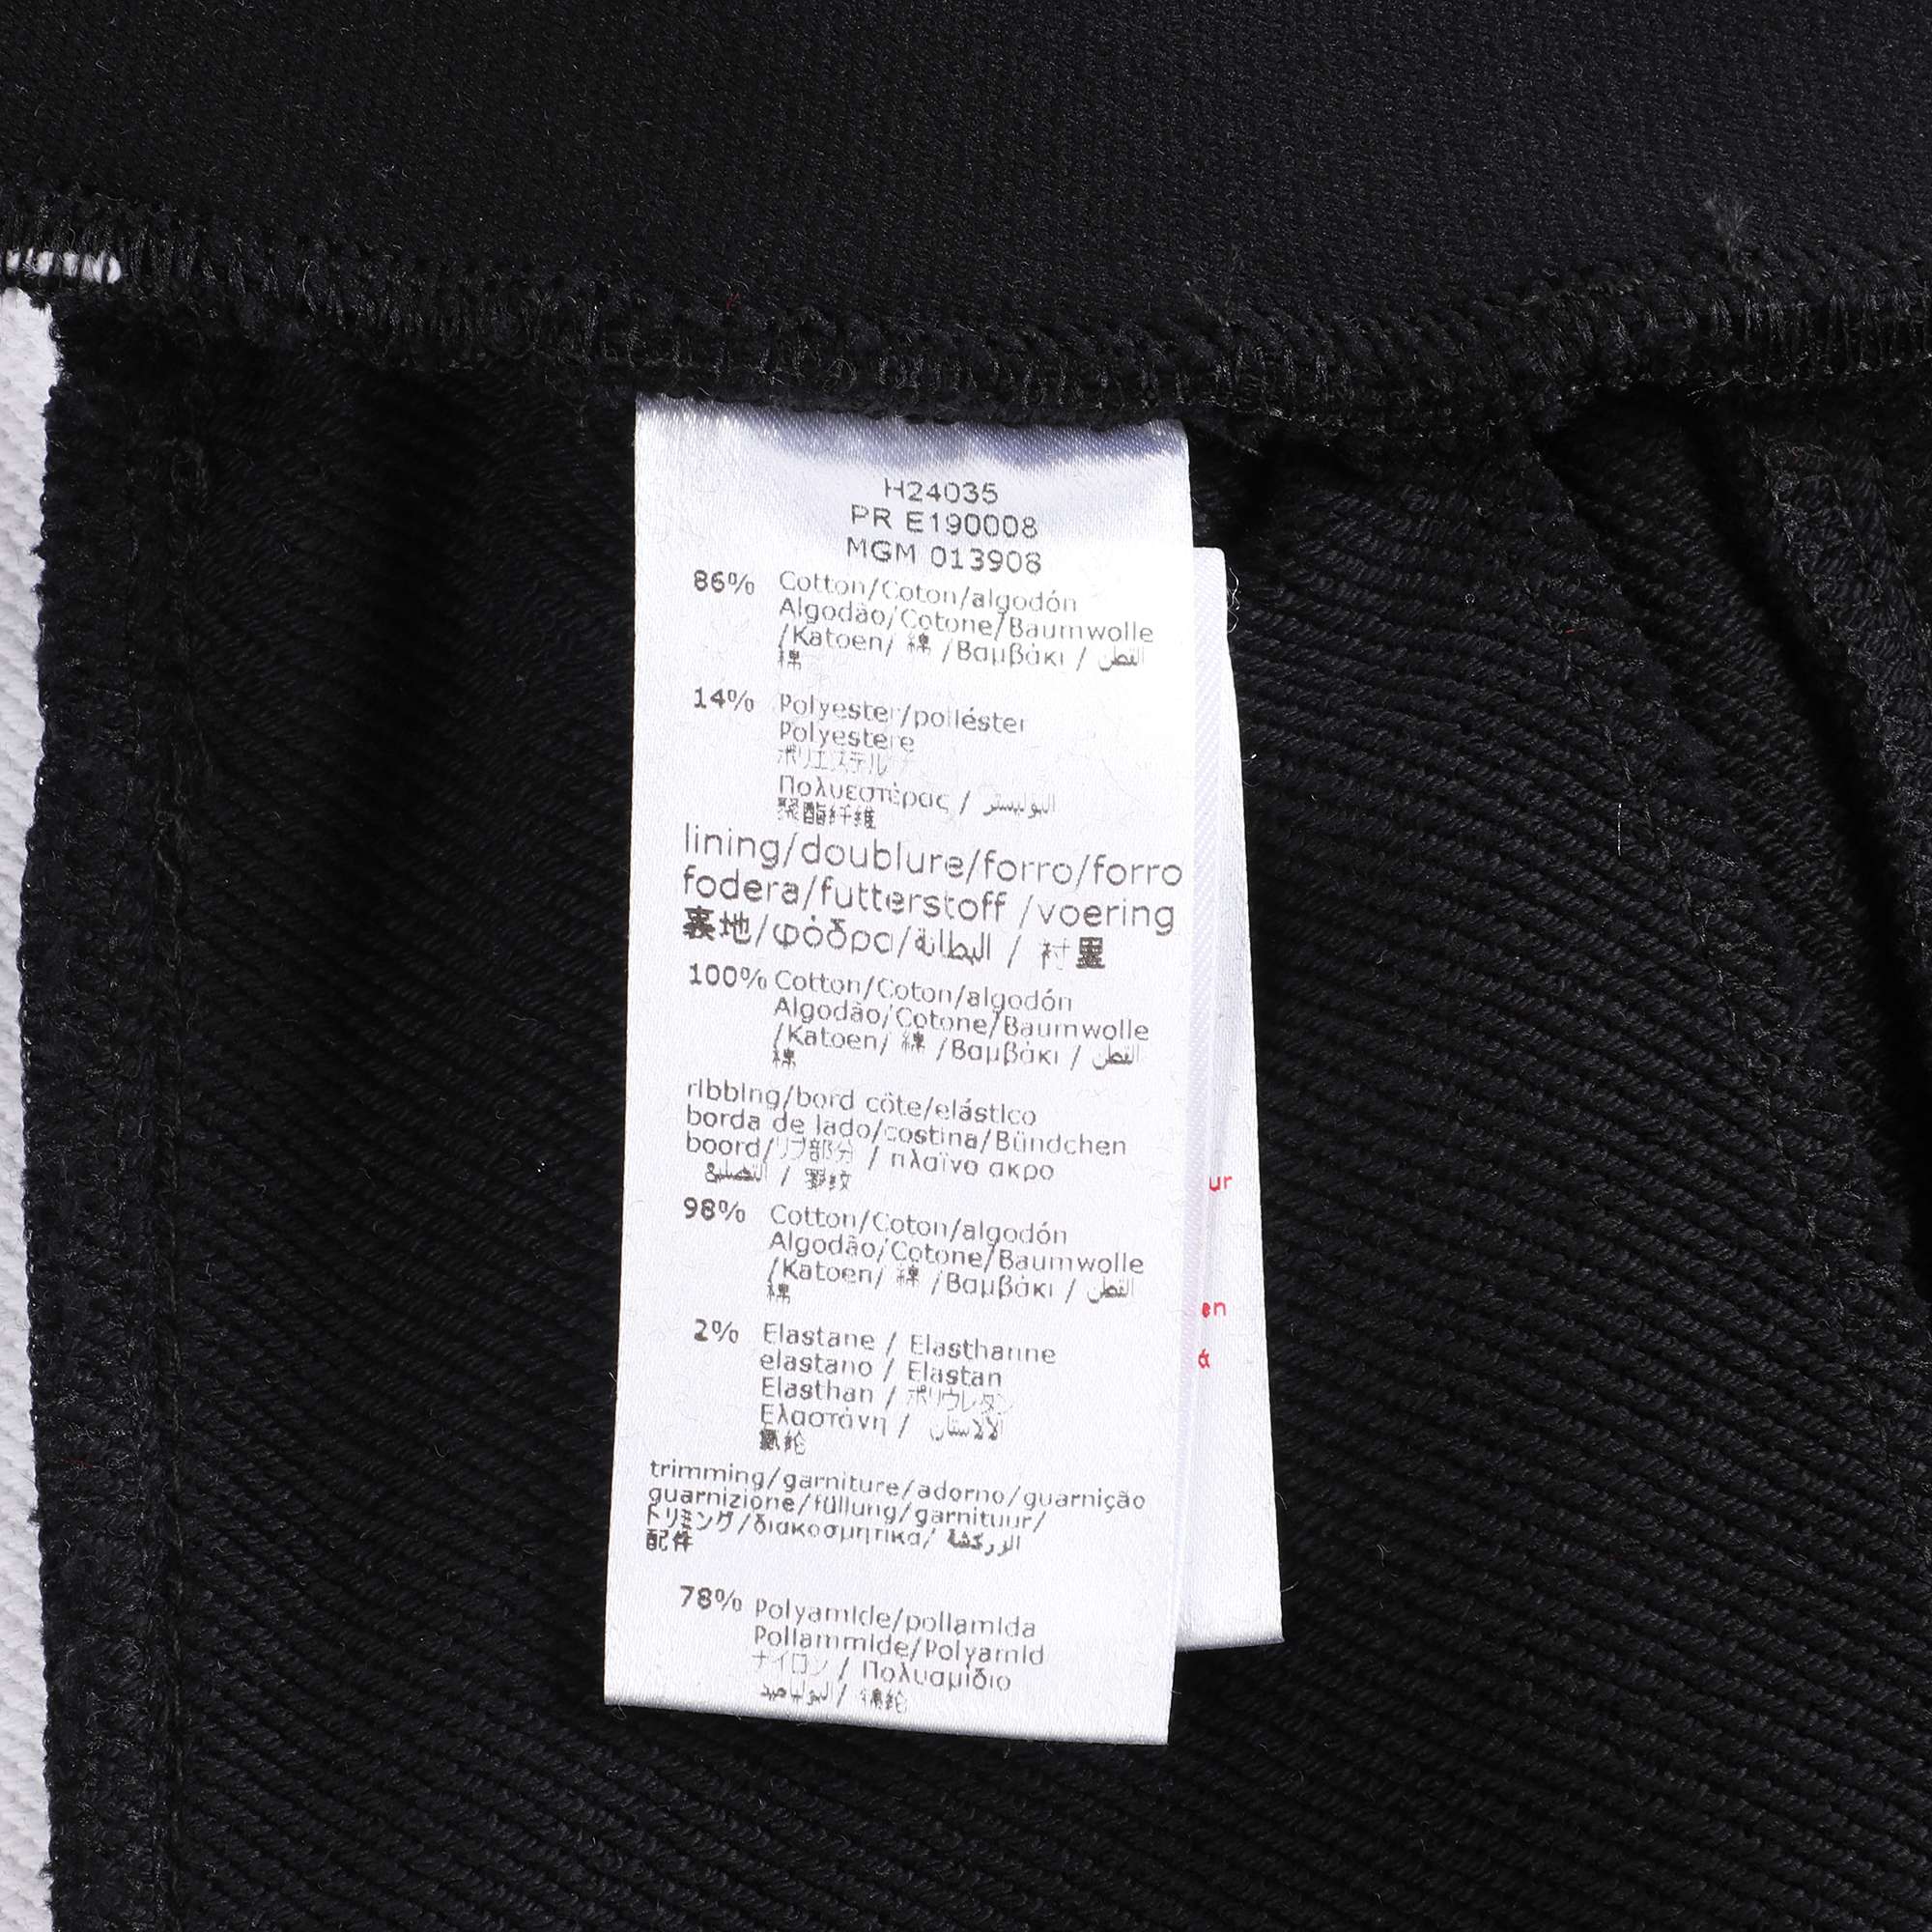 H24035
PR E190008
MGM 013908
86% Cotton/Coton/algodón
Algodão/Cotone/Baumwolle
/Katoen/ 綿 /Βαμβάκι / القطن
棉
14% Polyester/poliéster
Polyestere
ポリエステル
Πολυεστέρας / البوليستر
聚酯纤维
lining/doublure/forro/forro
fodera/futterstoff /voering
裏地/φόδρα/البطانة / 衬里
100% Cotton/Coton/algodón
Algodão/Cotone/Baumwolle
/Katoen/ 綿 /Βαμβάκι / القطن
棉
ribbing/bord côte/elástico
borda de lado/costina/Bündchen
boord/リブ部分 / πλαϊνο ακρο
التضليع / 罗纹
98% Cotton/Coton/algodón
Algodão/Cotone/Baumwolle
/Katoen/ 綿 /Βαμβάκι / القطن
棉
2% Elastane / Elasthanne
elastano / Elastan
Elasthan / ポリウレタン
Ελαστάνη / الاستان
氨纶
trimming/garniture/adorno/guarnição
guarnizione/füllung/garnituur/
トリミング/διακοσμητικα/ الزركشة
配件
78% Polyamide/poliamida
Poliammide/Polyamid
ナイロン / Πολυαμίδιο
البولياميد / 锦纶
ur
en
ά